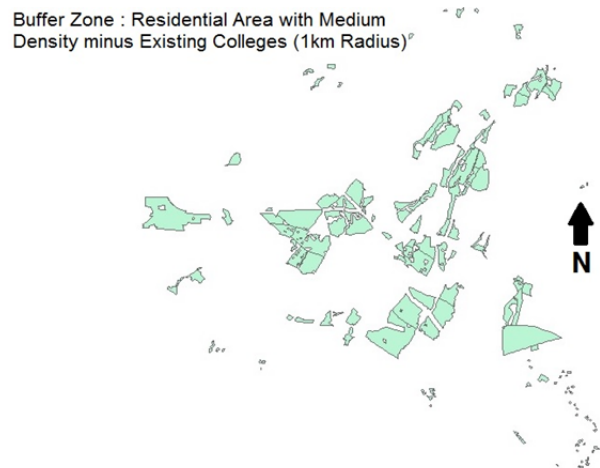 Buffer Zone : Residential Area with Medium
Density minus Existing Colleges (1km Radius)
N